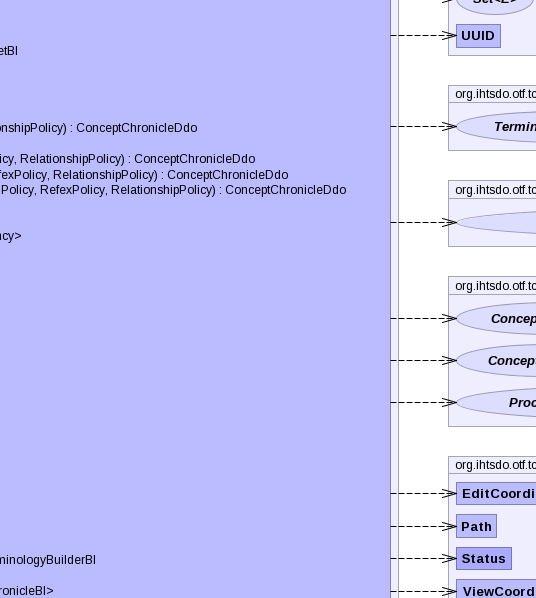 Set<E>
UUID
etBI
org.ihtsdo.otf.tc
Termin
onshipPolicy) : ConceptChronicleDdo
icy, RelationshipPolicy) : ConceptChronicleDdo
fexPolicy, RelationshipPolicy) : ConceptChronicleDdo
Policy, RefexPolicy, RelationshipPolicy) : ConceptChronicleDdo
org.ihtsdo.otf.tc
ncy>
org.ihtsdo.otf.tc
Concep
Concept
Proc
org.ihtsdo.otf.tc
EditCoordi
Path
minologyBuilderBI
Status
ronicleBI>
ViewCoord